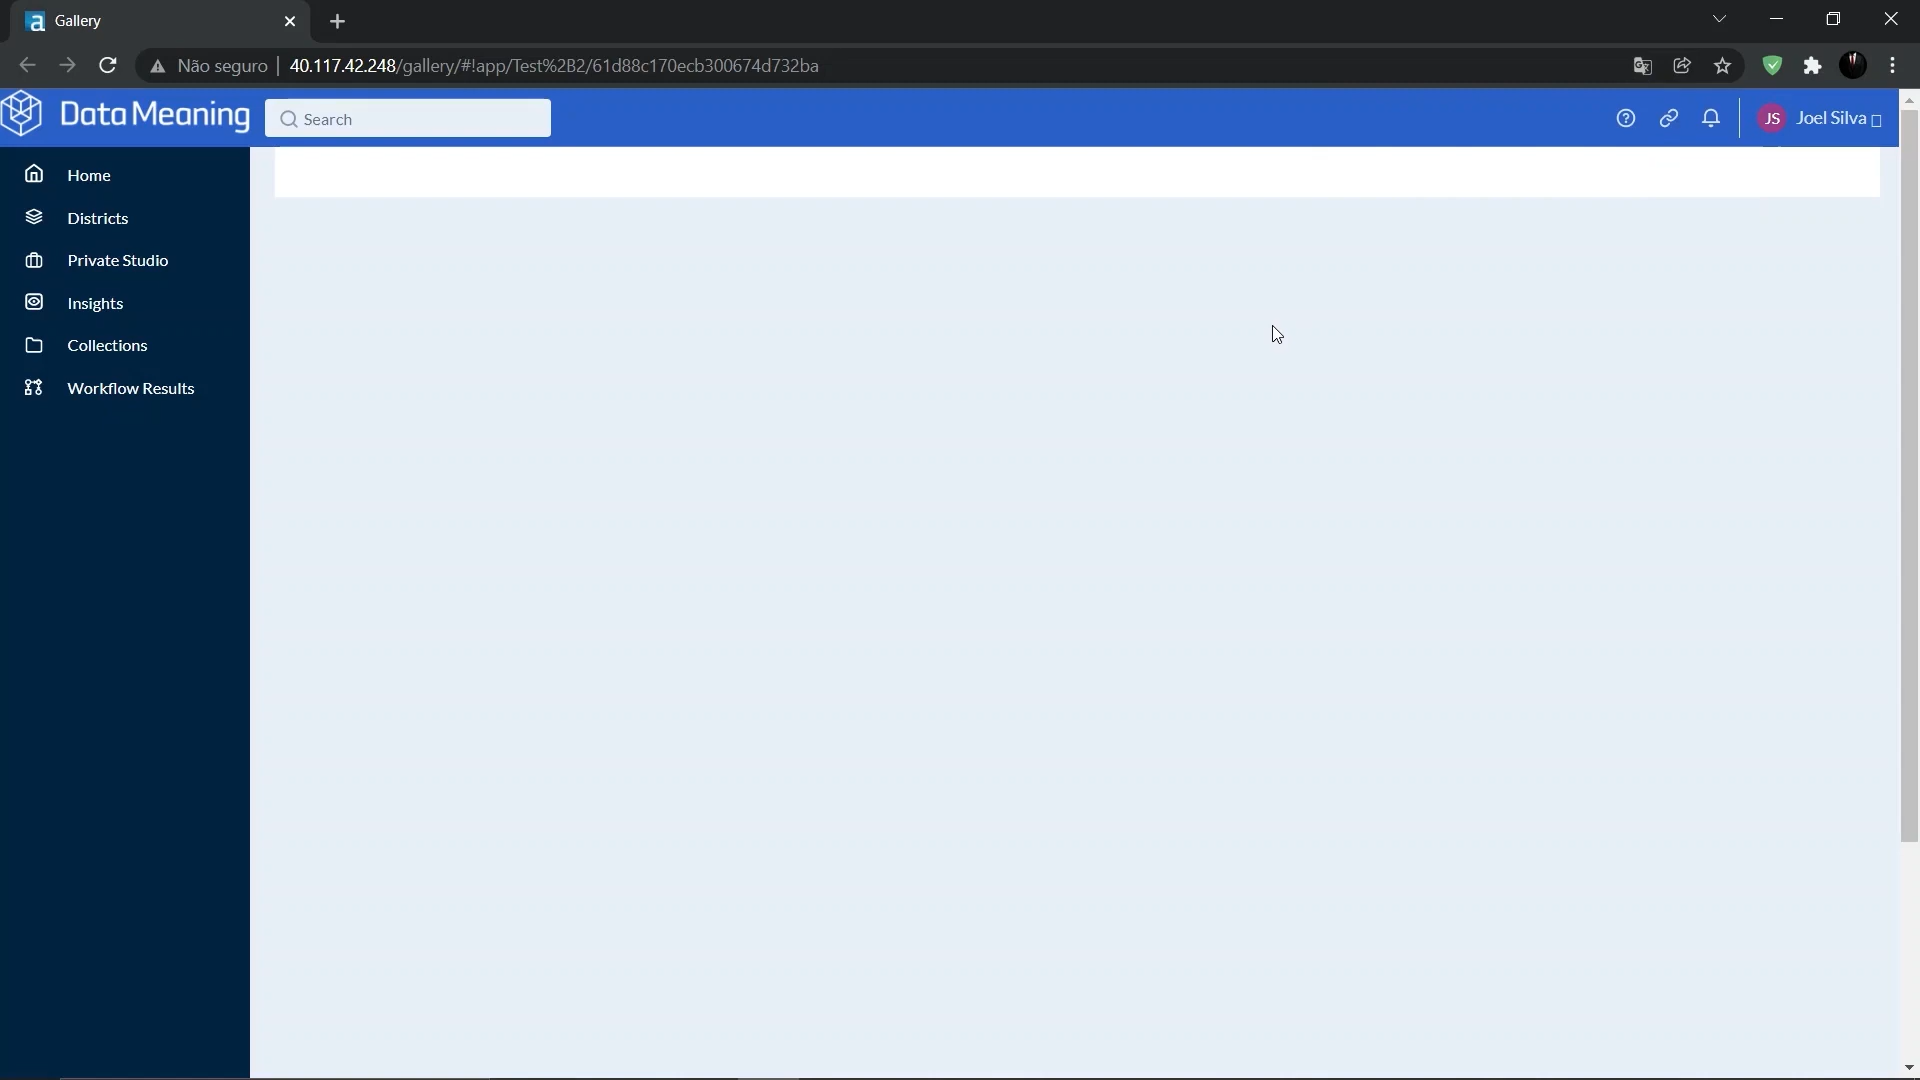 Gallery
Não seguro | 40.117.42.248/gallery/#!app/Test%2B2/61d88c170ecb300674d732ba
Data Meaning
Search
JS Joel Silva
Home
Districts
Private Studio
Insights
Collections
Workflow Results